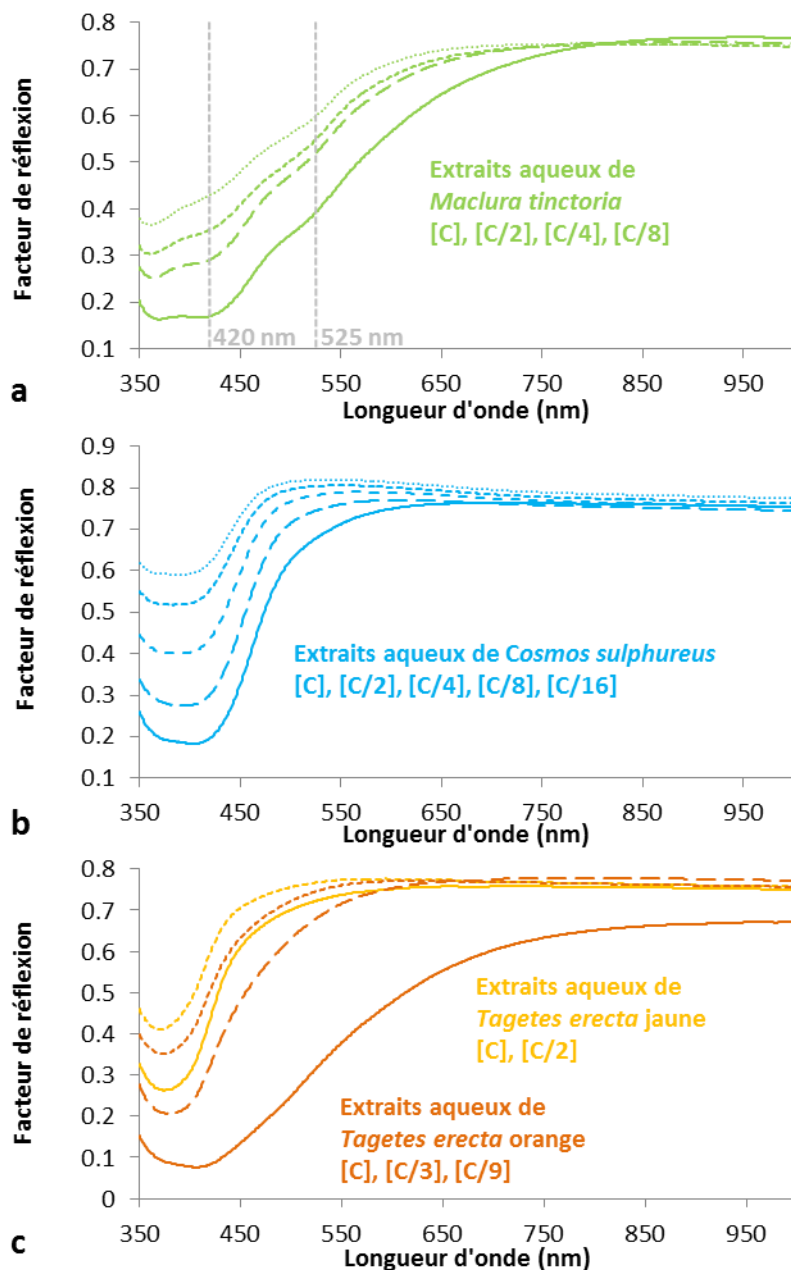 0.8
0.7
0.6
0.5
0.4
0.3
0.2
0.1
Facteur de réflexion
Extraits aqueux de
Maclura tinctoria
[C], [C/2], [C/4], [C/8]
420 nm
525 nm
350 450 550 650 750 850 950
Longueur d'onde (nm)
a
0.9
0.8
0.7
0.6
0.5
0.4
0.3
0.2
0.1
Facteur de réflexion
Extraits aqueux de Cosmos sulphureus
[C], [C/2], [C/4], [C/8], [C/16]
350 450 550 650 750 850 950
Longueur d'onde (nm)
b
0.8
0.7
0.6
0.5
0.4
0.3
0.2
0.1
0
Facteur de réflexion
Extraits aqueux de
Tagetes erecta jaune
[C], [C/2]
Extraits aqueux de
Tagetes erecta orange
[C], [C/3], [C/9]
350 450 550 650 750 850 950
Longueur d'onde (nm)
c